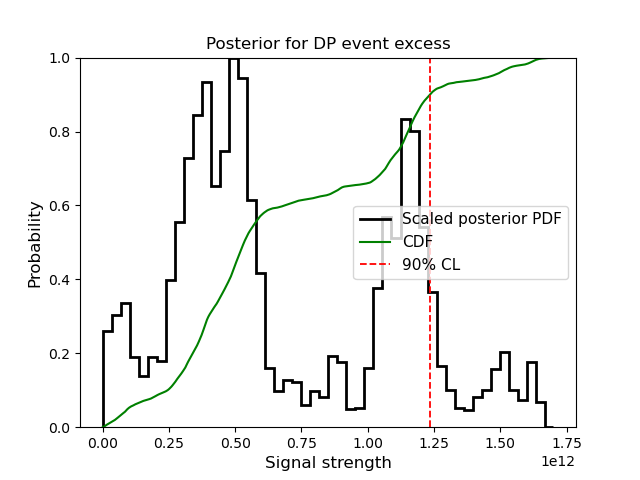 Posterior for DP event excess
1.0
0.8
0.6
0.4
0.2
0.0
Probability
Scaled posterior PDF
CDF
90% CL
0.00 0.25 0.50 0.75 1.00 1.25 1.50 1.75
1e12
Signal strength